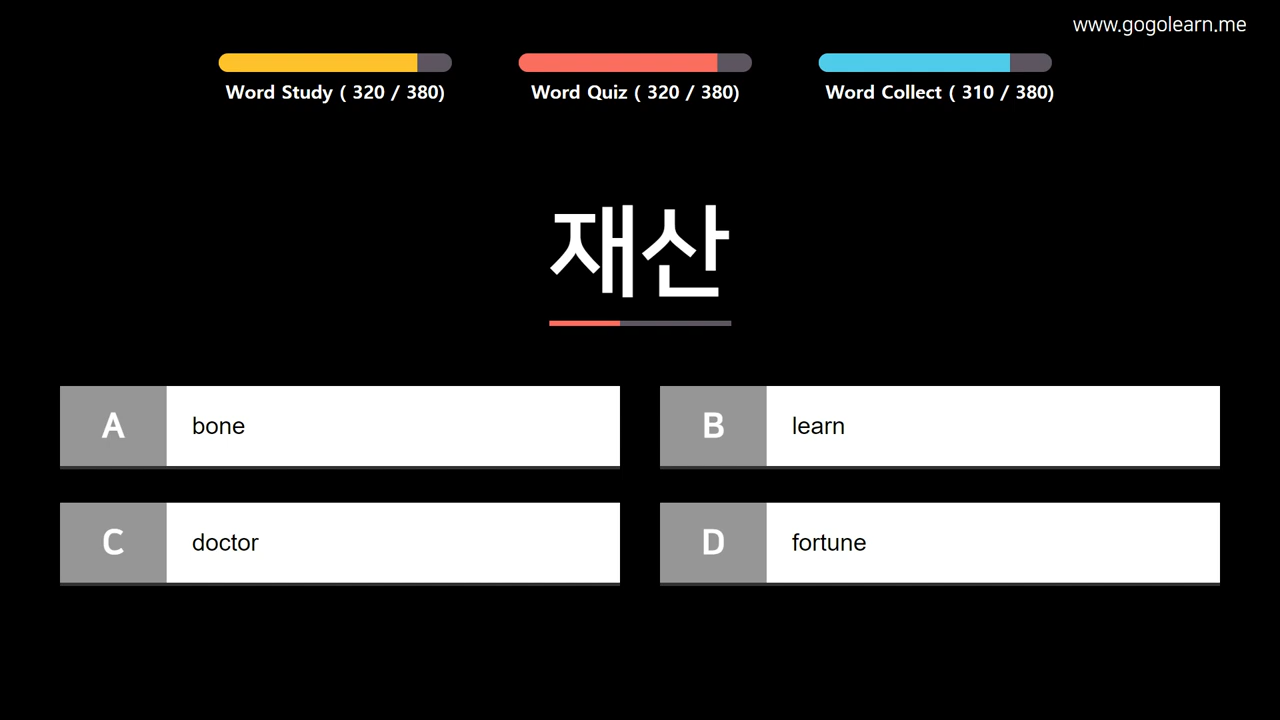 www.gogolearn.me
Word Study ( 320 / 380)
Word Quiz ( 320 / 380)
Word Collect ( 310 / 380)
재산
A bone
B learn
C doctor
D fortune